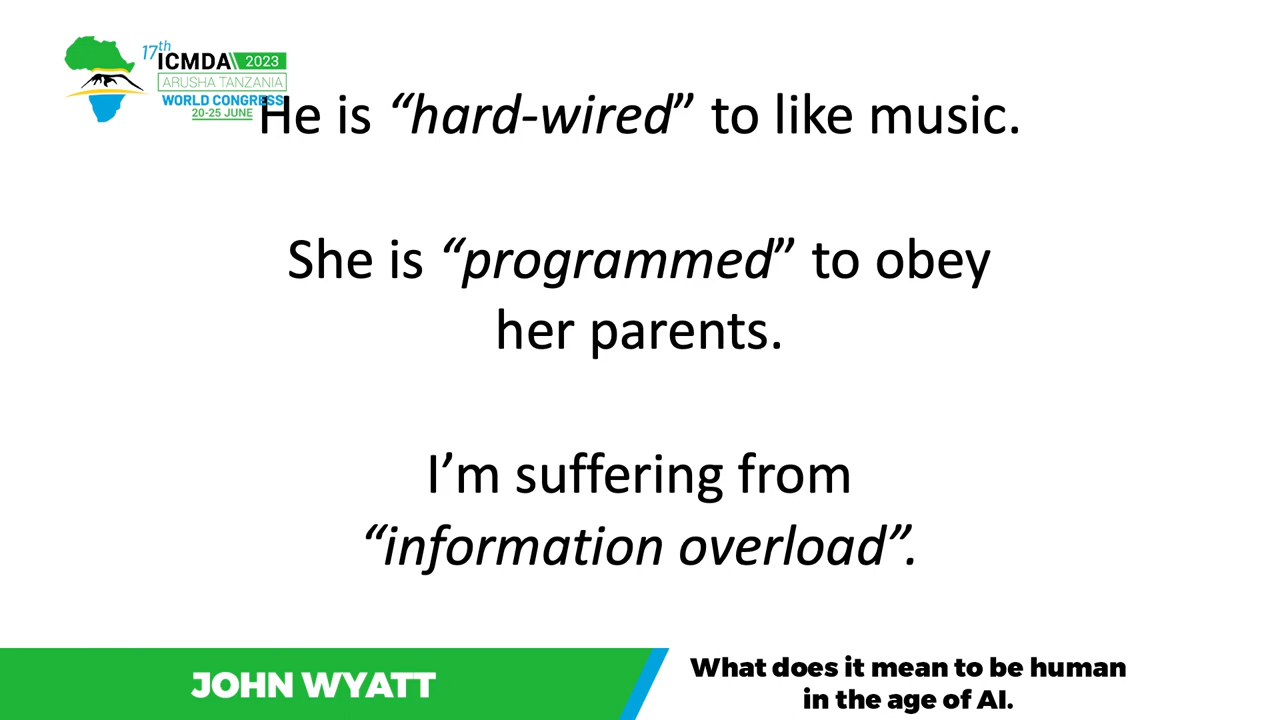 17th
ICMDA 2023
ARUSHA TANZANIA
WORLD CONGRESS
20-25 JUNE
He is “hard-wired” to like music.
She is “programmed” to obey
her parents.
I’m suffering from
“information overload”.
JOHN WYATT
What does it mean to be human
in the age of AI.